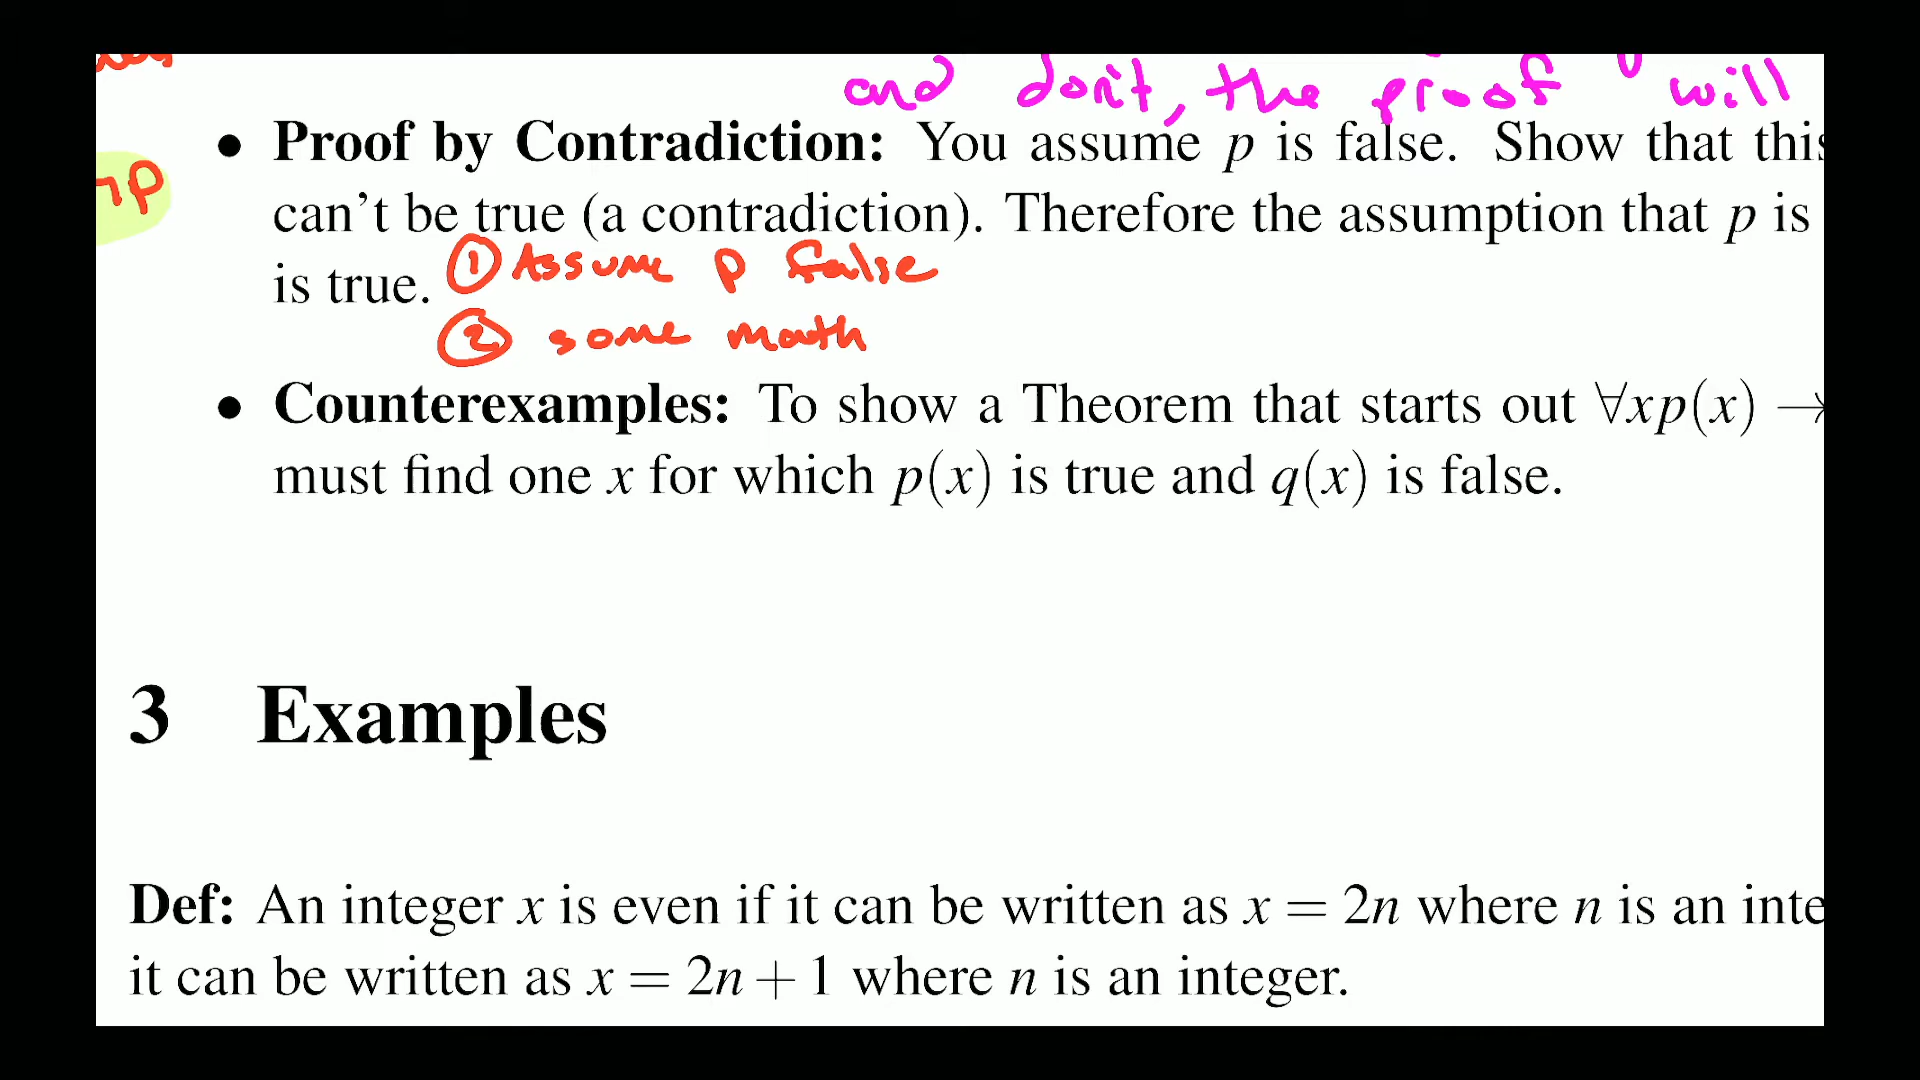 and don't, the proof will
• Proof by Contradiction: You assume p is false. Show that this
¬p
can't be true (a contradiction). Therefore the assumption that p is
is true. ① Assume p false
② some math
• Counterexamples: To show a Theorem that starts out ∀xp(x) →
must find one x for which p(x) is true and q(x) is false.
3 Examples
Def: An integer x is even if it can be written as x = 2n where n is an inte
it can be written as x = 2n + 1 where n is an integer.